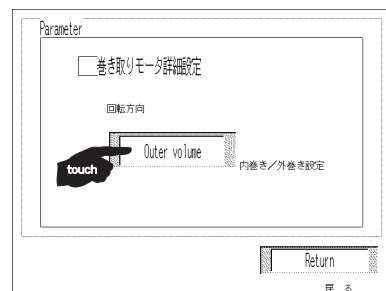 Parameter
巻き取りモータ詳細設定
回転方向
Outer volume
touch
内巻き／外巻き設定
Return
戻 る